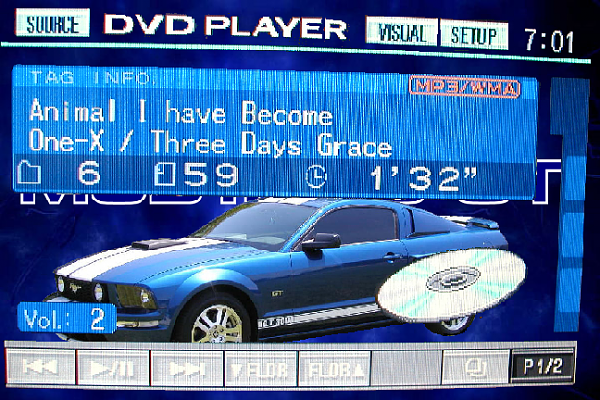 SOURCE DVD PLAYER VISUAL SETUP 7:01
TAG INFO MP3/WMA
Animal I have Become
One-X / Three Days Grace
6 59 1'32"
GT
Vol.: 2
▼FLDR FLDR▲ P1/2